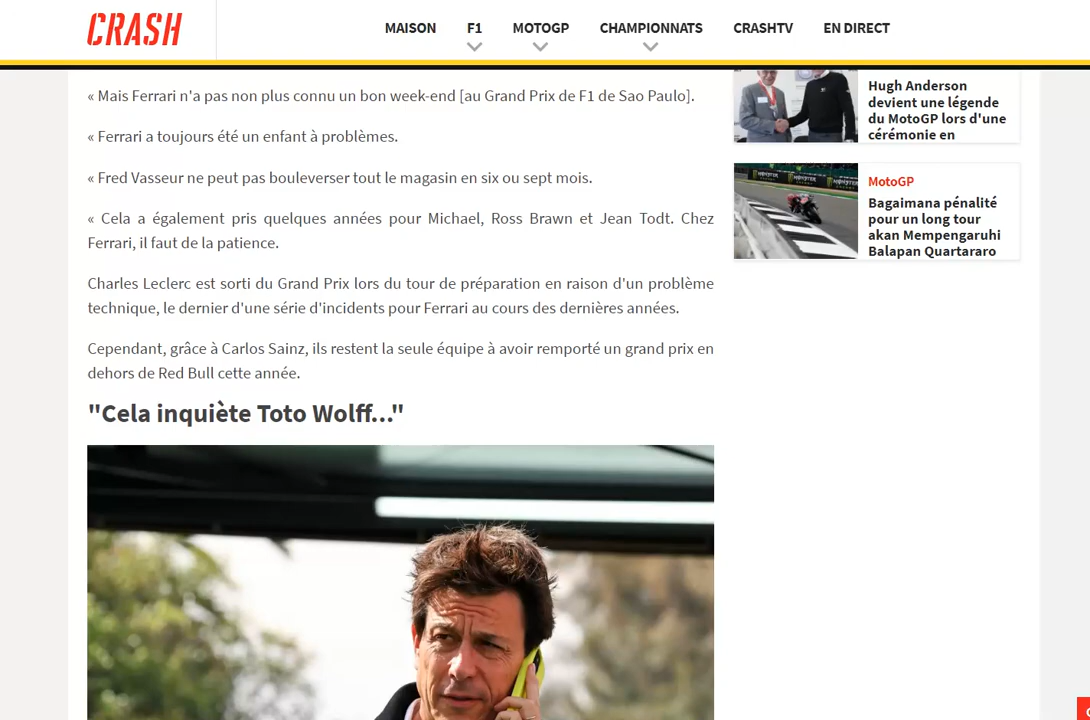 CRASH
MAISON F1 MOTOGP CHAMPIONNATS CRASHTV EN DIRECT
« Mais Ferrari n'a pas non plus connu un bon week-end [au Grand Prix de F1 de Sao Paulo].
« Ferrari a toujours été un enfant à problèmes.
« Fred Vasseur ne peut pas bouleverser tout le magasin en six ou sept mois.
« Cela a également pris quelques années pour Michael, Ross Brawn et Jean Todt. Chez
Ferrari, il faut de la patience.
Charles Leclerc est sorti du Grand Prix lors du tour de préparation en raison d'un problème
technique, le dernier d'une série d'incidents pour Ferrari au cours des dernières années.
Cependant, grâce à Carlos Sainz, ils restent la seule équipe à avoir remporté un grand prix en
dehors de Red Bull cette année.
"Cela inquiète Toto Wolff..."
Hugh Anderson
devient une légende
du MotoGP lors d'une
cérémonie en
MotoGP
Bagaimana pénalité
pour un long tour
akan Mempengaruhi
Balapan Quartararo